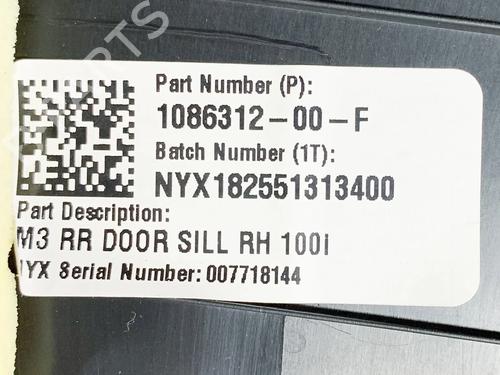 Part Number (P):
1086312-00-F
Batch Number (1T):
NYX182551313400
Part Description:
M3 RR DOOR SILL RH 100i
NYX Serial Number: 007718144